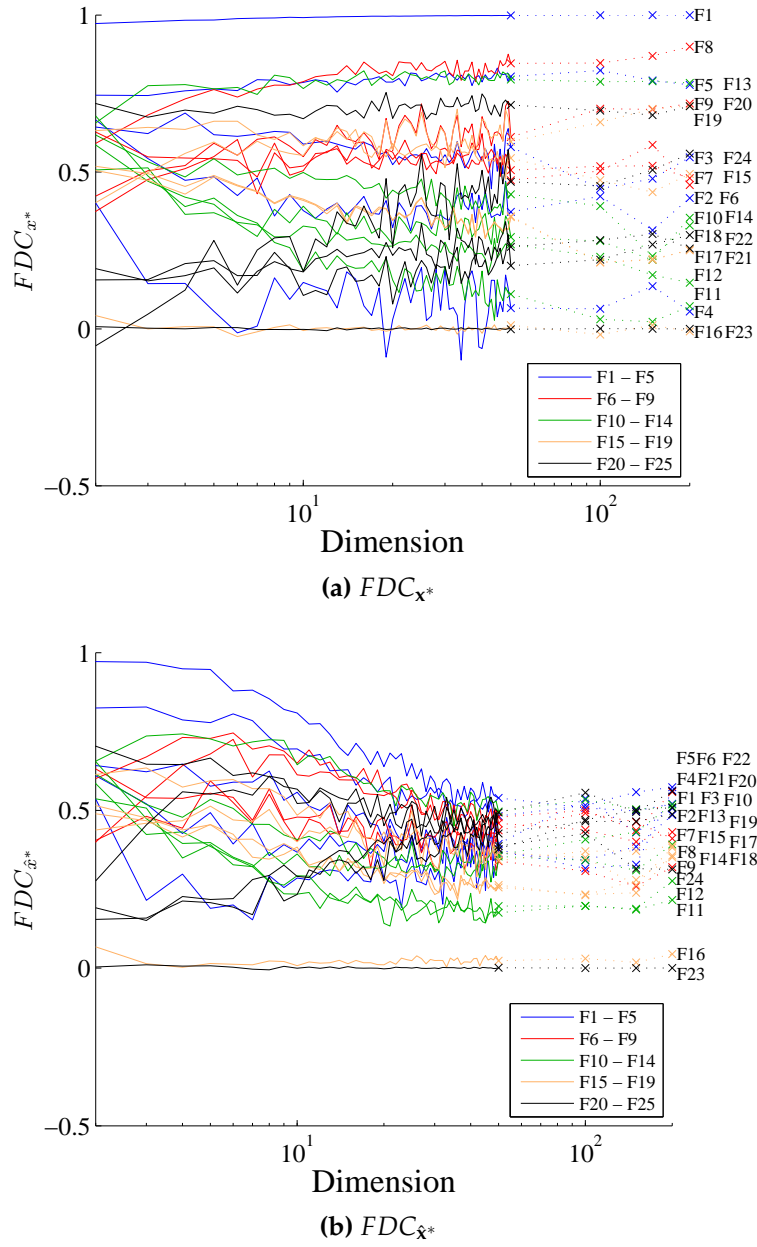 1
0.5
0
−0.5
FDC_{x*}
10^1
10^2
Dimension
F1
F8
F5 F13
F9 F20
F19
F3 F24
F7 F15
F2 F6
F10 F14
F18 F22
F17 F21
F12
F11
F4
F16 F23
F1 – F5
F6 – F9
F10 – F14
F15 – F19
F20 – F25
(a) FDC_{x*}
1
0.5
0
−0.5
FDC_{x̂*}
10^1
10^2
Dimension
F5 F6 F22
F4 F21 F20
F1 F3 F10
F2 F13 F19
F7 F15 F17
F8 F14 F18
F9
F24
F12
F11
F16
F23
F1 – F5
F6 – F9
F10 – F14
F15 – F19
F20 – F25
(b) FDC_{x̂*}